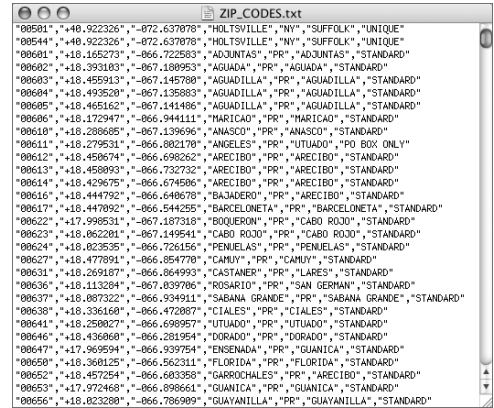 ZIP_CODES.txt
"00501","+40.922326","-072.637078","HOLTSVILLE","NY","SUFFOLK","UNIQUE"
"00544","+40.922326","-072.637078","HOLTSVILLE","NY","SUFFOLK","UNIQUE"
"00601","+18.165273","-066.722583","ADJUNTAS","PR","ADJUNTAS","STANDARD"
"00602","+18.393103","-067.180953","AGUADA","PR","AGUADA","STANDARD"
"00603","+18.455913","-067.145780","AGUADILLA","PR","AGUADILLA","STANDARD"
"00604","+18.493520","-067.135883","AGUADILLA","PR","AGUADILLA","STANDARD"
"00605","+18.465162","-067.141486","AGUADILLA","PR","AGUADILLA","STANDARD"
"00606","+18.172947","-066.944111","MARICAO","PR","MARICAO","STANDARD"
"00610","+18.288685","-067.139696","ANASCO","PR","ANASCO","STANDARD"
"00611","+18.279531","-066.802170","ANGELES","PR","UTUADO","PO BOX ONLY"
"00612","+18.450674","-066.698262","ARECIBO","PR","ARECIBO","STANDARD"
"00613","+18.458093","-066.732732","ARECIBO","PR","ARECIBO","STANDARD"
"00614","+18.429675","-066.674506","ARECIBO","PR","ARECIBO","STANDARD"
"00616","+18.444792","-066.640678","BAJADERO","PR","ARECIBO","STANDARD"
"00617","+18.447092","-066.544255","BARCELONETA","PR","BARCELONETA","STANDARD"
"00622","+17.998531","-067.187318","BOQUERON","PR","CABO ROJO","STANDARD"
"00623","+18.062201","-067.149541","CABO ROJO","PR","CABO ROJO","STANDARD"
"00624","+18.023535","-066.726156","PENUELAS","PR","PENUELAS","STANDARD"
"00627","+18.477891","-066.854770","CAMUY","PR","CAMUY","STANDARD"
"00631","+18.269187","-066.864993","CASTANER","PR","LARES","STANDARD"
"00636","+18.113284","-067.039706","ROSARIO","PR","SAN GERMAN","STANDARD"
"00637","+18.087322","-066.934911","SABANA GRANDE","PR","SABANA GRANDE","STANDARD"
"00638","+18.336160","-066.472087","CIALES","PR","CIALES","STANDARD"
"00641","+18.250027","-066.698957","UTUADO","PR","UTUADO","STANDARD"
"00646","+18.436060","-066.281954","DORADO","PR","DORADO","STANDARD"
"00647","+17.969594","-066.939754","ENSENADA","PR","GUANICA","STANDARD"
"00650","+18.360125","-066.562311","FLORIDA","PR","FLORIDA","STANDARD"
"00652","+18.457254","-066.603358","GARROCHALES","PR","ARECIBO","STANDARD"
"00653","+17.972468","-066.898661","GUANICA","PR","GUANICA","STANDARD"
"00656","+18.023280","-066.786909","GUAYANILLA","PR","GUAYANILLA","STANDARD"